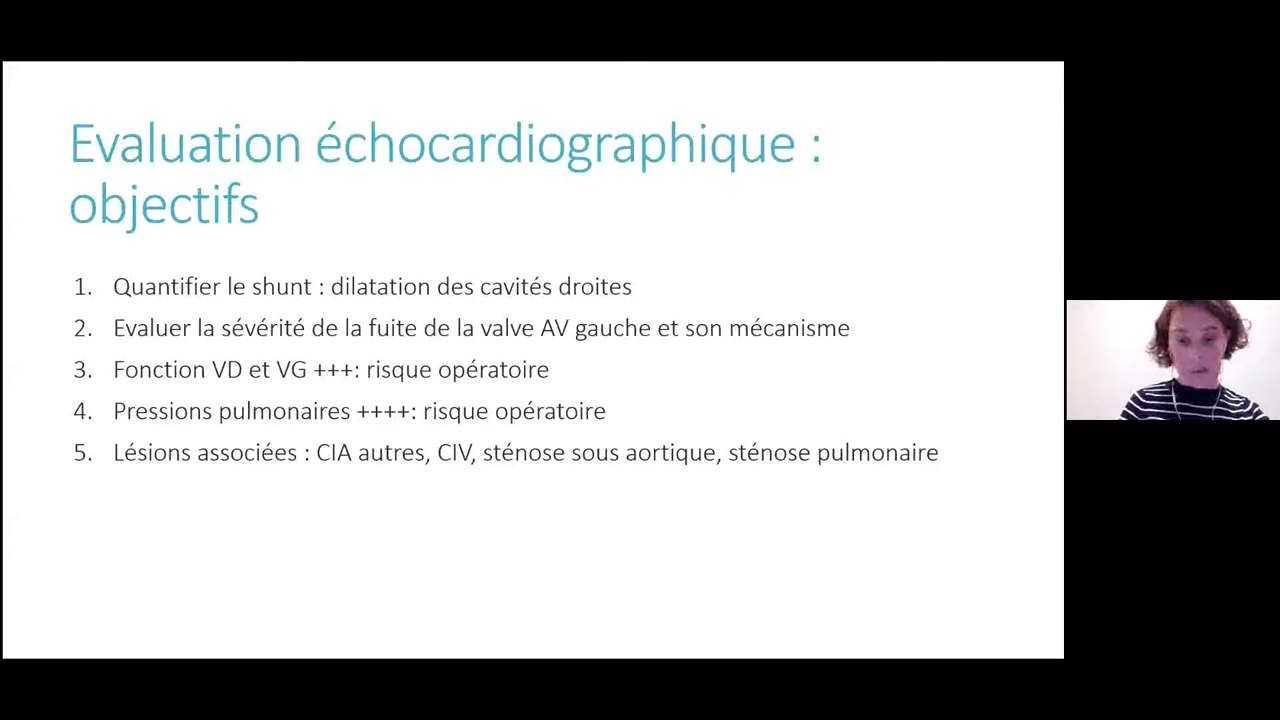 Evaluation échocardiographique :
objectifs
1. Quantifier le shunt : dilatation des cavités droites
2. Evaluer la sévérité de la fuite de la valve AV gauche et son mécanisme
3. Fonction VD et VG +++: risque opératoire
4. Pressions pulmonaires ++++: risque opératoire
5. Lésions associées : CIA autres, CIV, sténose sous aortique, sténose pulmonaire